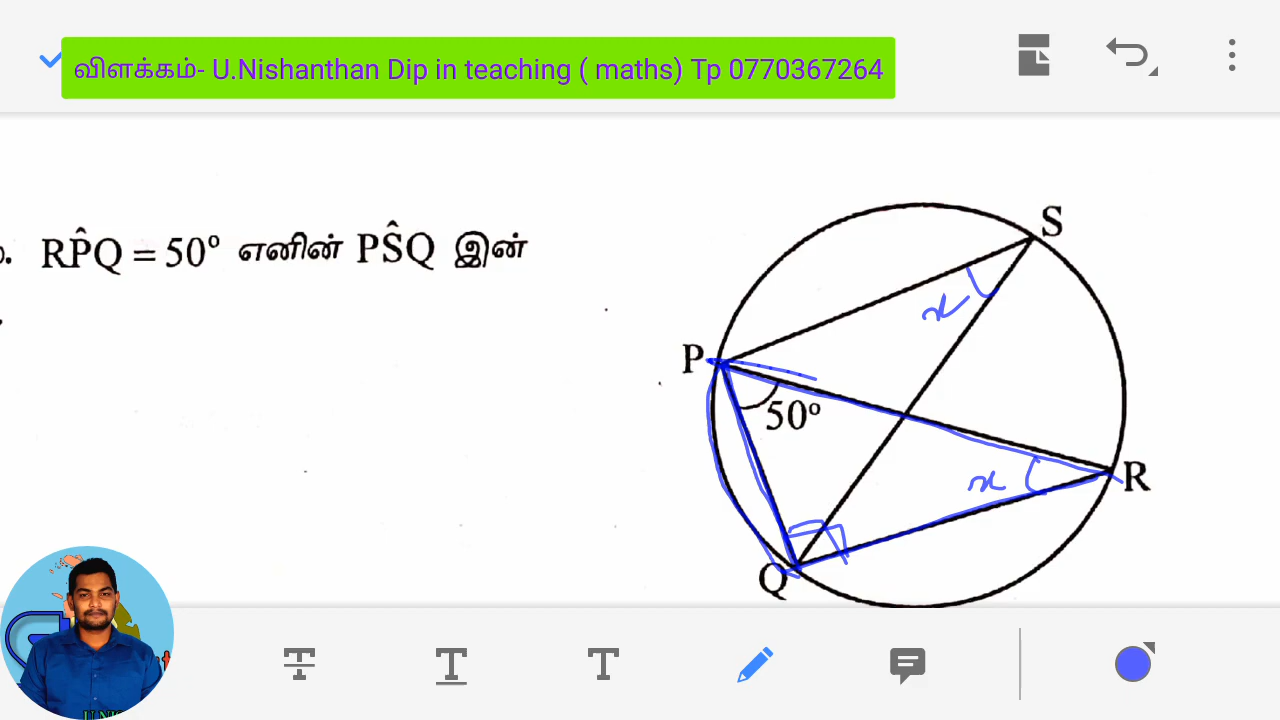 விளக்கம்- U.Nishanthan Dip in teaching ( maths) Tp 0770367264
RP̂Q = 50° எனின் PŜQ இன்
S
x
P
50°
x
R
Q
T T T